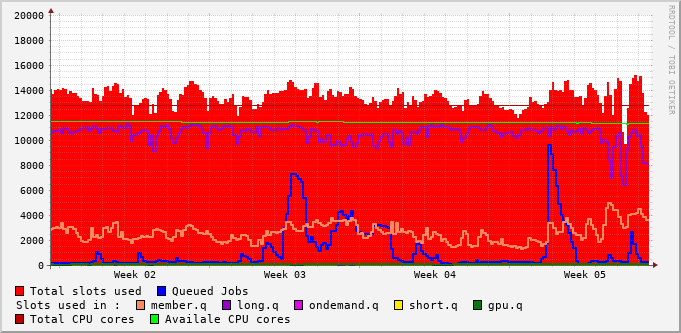 20000
18000
16000
14000
12000
10000
8000
6000
4000
2000
0
Week 02 Week 03 Week 04 Week 05
RRDTOOL / TOBI OETIKER
Total slots used Queued Jobs
Slots used in : member.q long.q ondemand.q short.q gpu.q
Total CPU cores Availale CPU cores